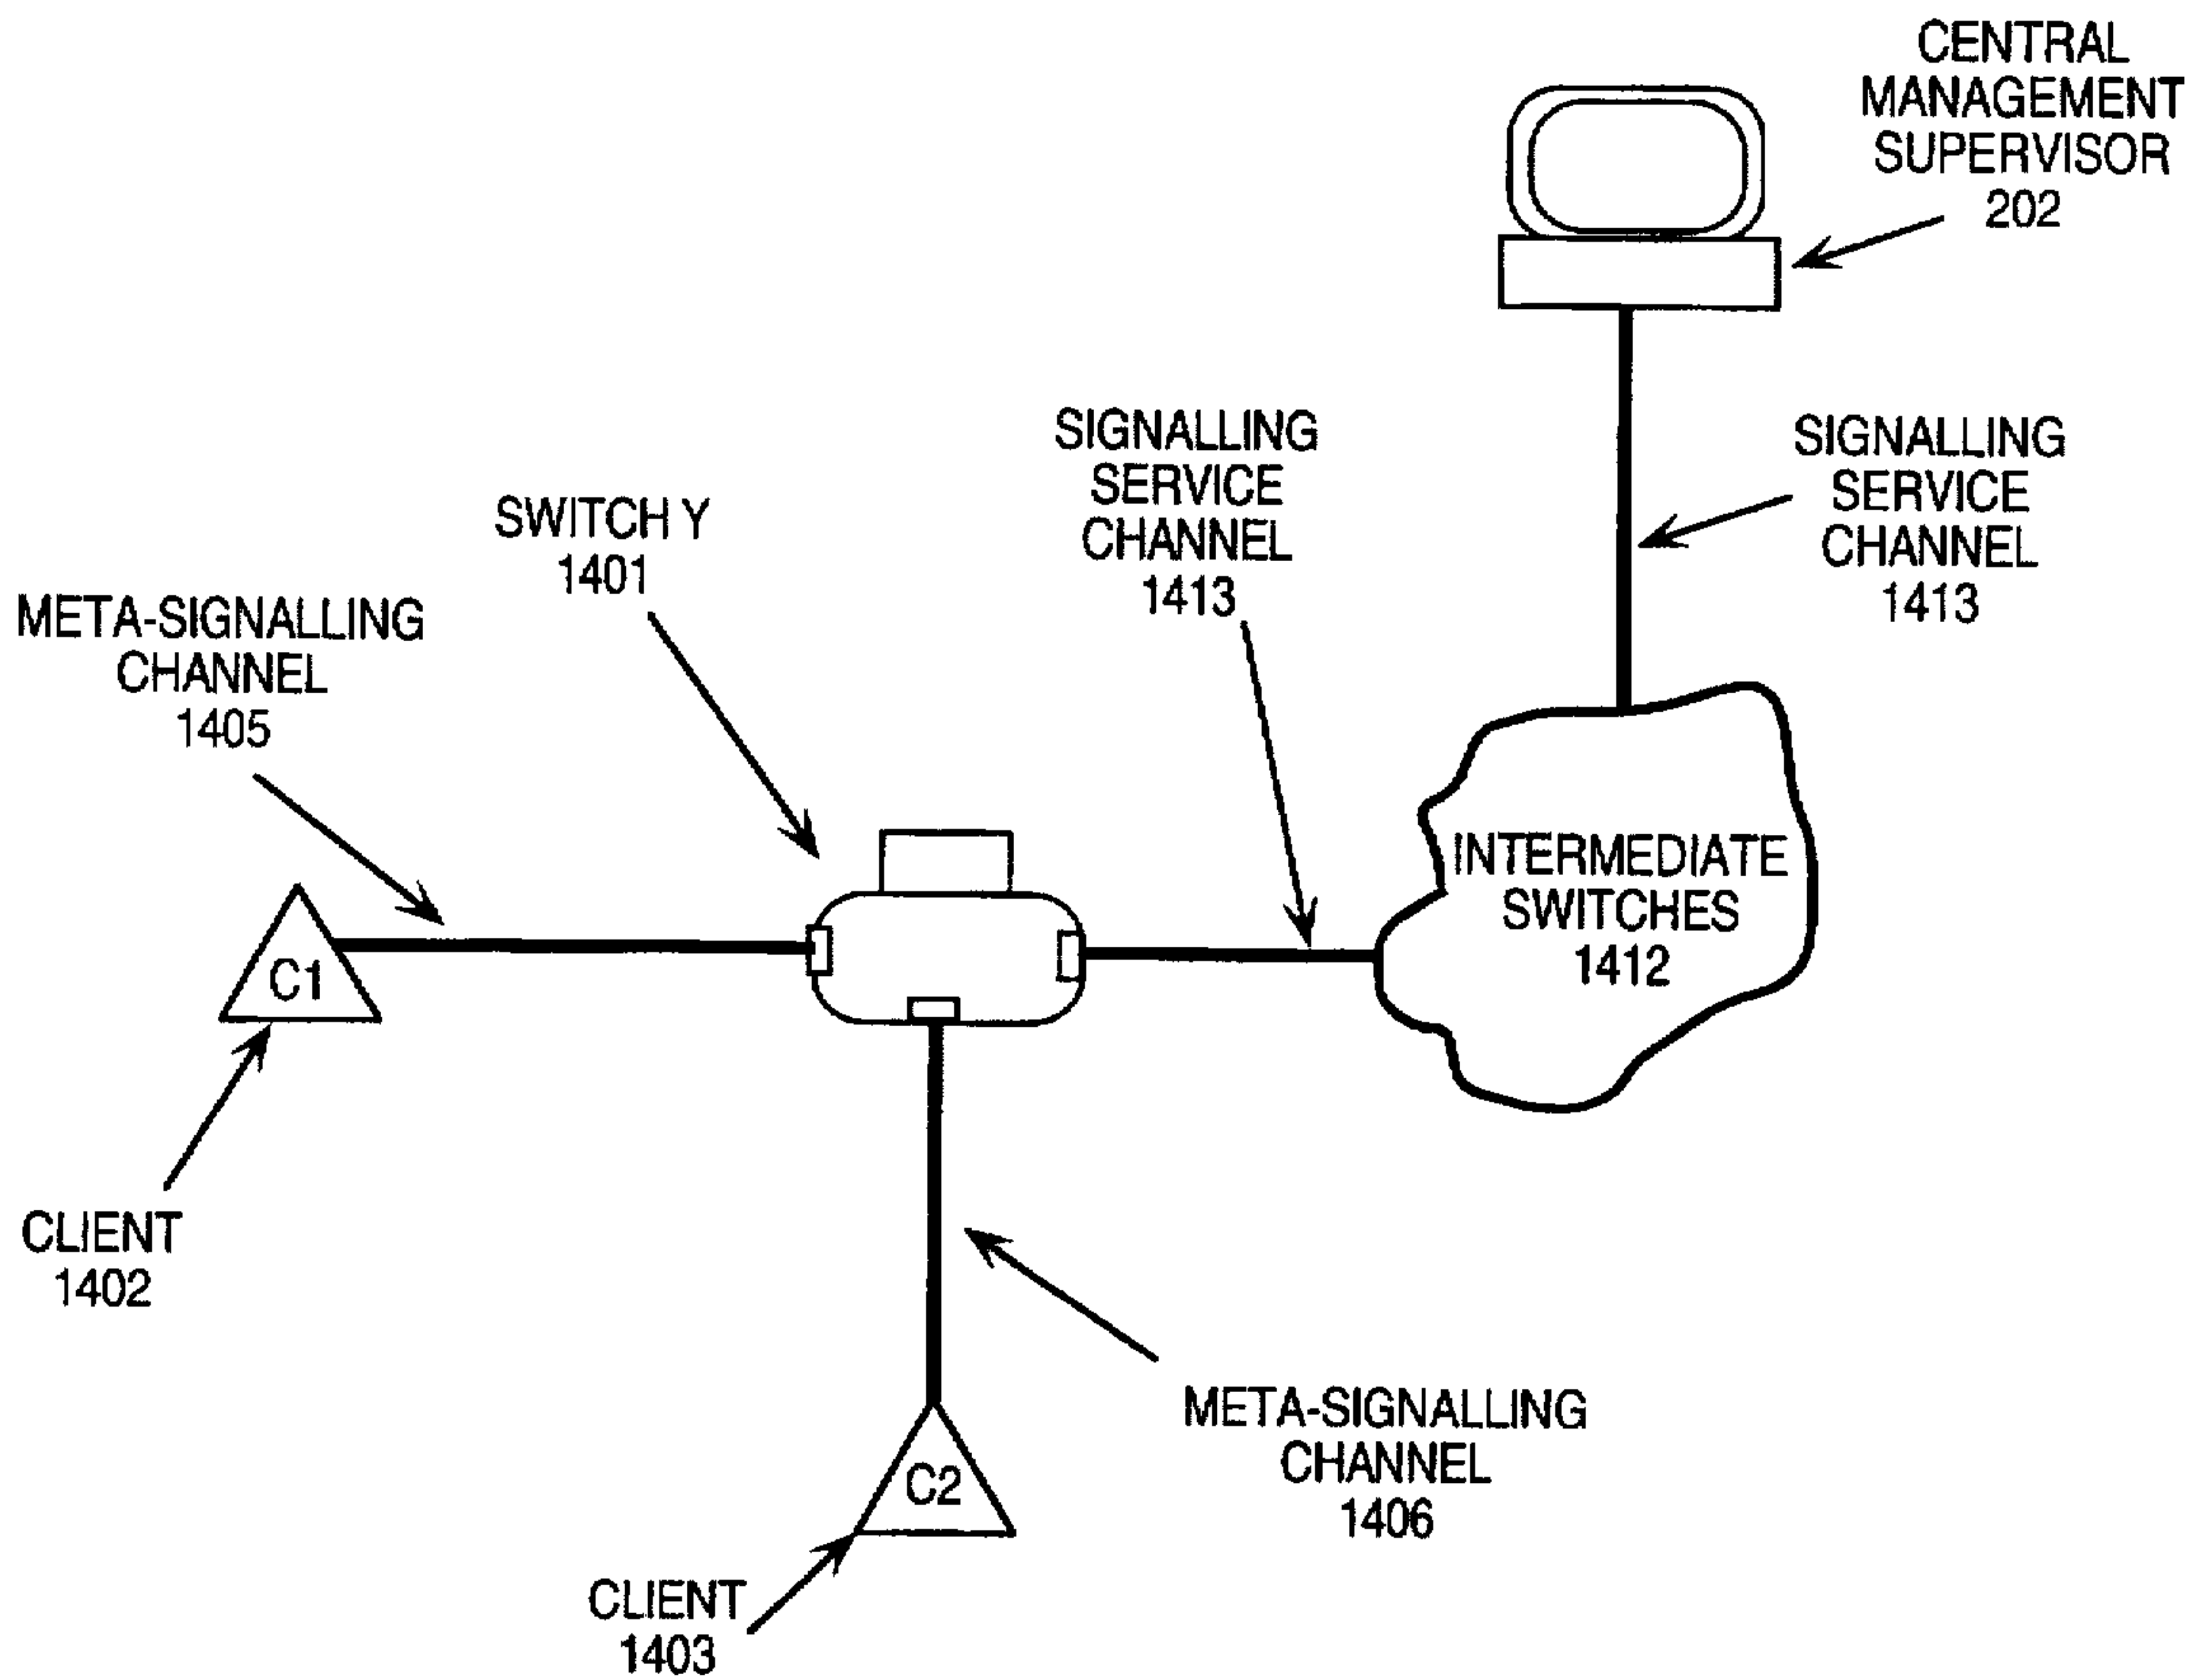 CENTRAL
MANAGEMENT
SUPERVISOR
202
SIGNALLING
SERVICE
CHANNEL
1413
SIGNALLING
SERVICE
CHANNEL
1413
SWITCH Y
1401
META-SIGNALLING
CHANNEL
1405
INTERMEDIATE
SWITCHES
1412
C1
CLIENT
1402
META-SIGNALLING
CHANNEL
1406
C2
CLIENT
1403